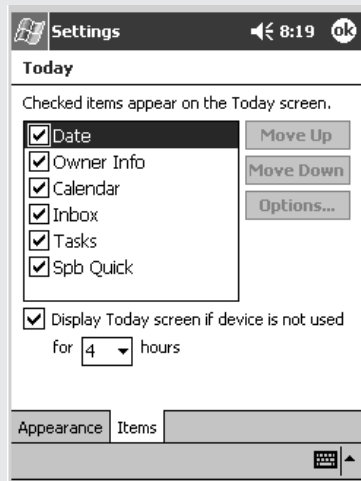 Settings 8:19 ok
Today
Checked items appear on the Today screen.
Date
Owner Info
Calendar
Inbox
Tasks
Spb Quick
Move Up
Move Down
Options...
Display Today screen if device is not used
for 4 hours
Appearance Items